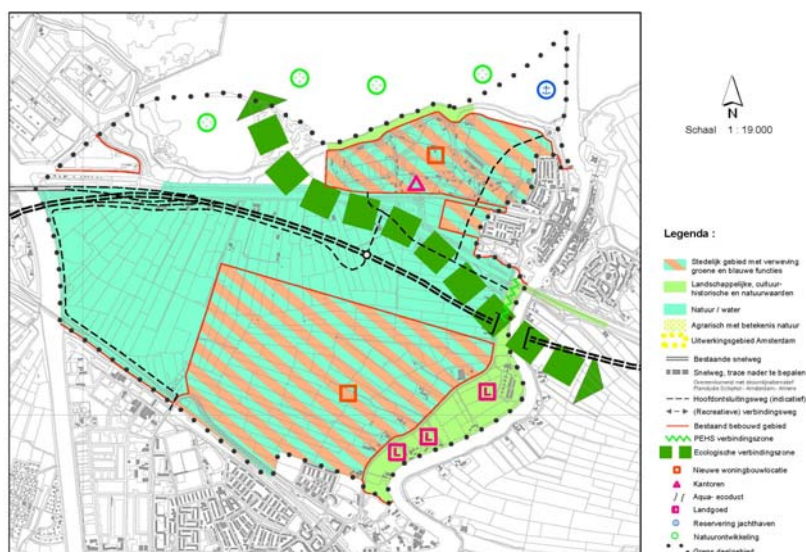 N
Schaal 1 : 19.000
Legenda :
Stedelijk gebied met verweving
groene en blauwe functies
Landschappelijke, cultuur-
historische en natuurwaarden
Natuur / water
Agrarisch met betekenis natuur
Uitwerkingsgebied Amsterdam
Bestaande snelweg
Snelweg, trace nader te bepalen
Hoofdontsluitingsweg (indicatief)
(Recreatieve) verbindingsweg
Bestaand bebouwd gebied
PEHS verbindingszone
Ecologische verbindingszone
Nieuwe woningbouwlocatie
Kantoren
Aqua- ecoduct
L Landgoed
Reservering jachthaven
Natuurontwikkeling
Grens deelgebied
L
L
L